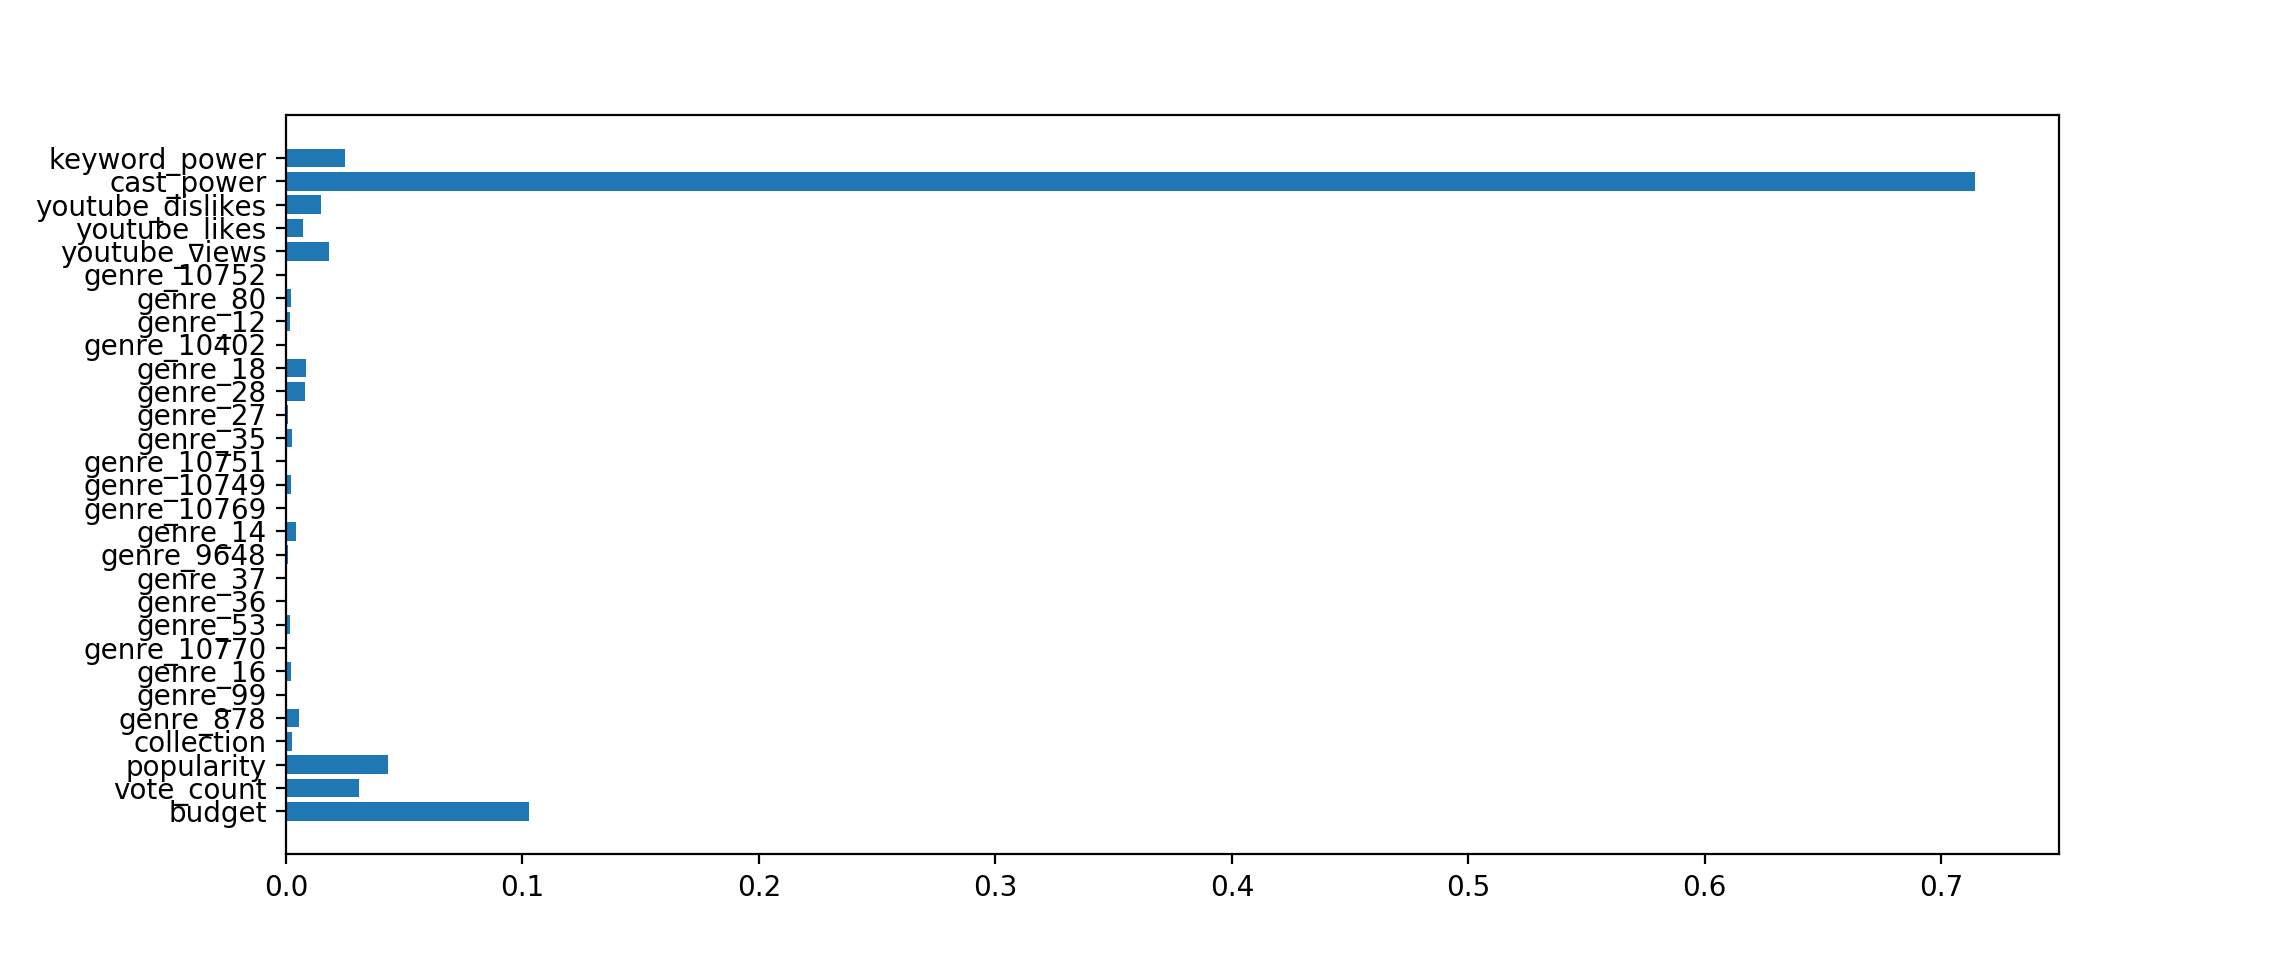 keyword_power
cast_power
youtube_dislikes
youtube_likes
youtube_views
genre_10752
genre_80
genre_12
genre_10402
genre_18
genre_28
genre_27
genre_35
genre_10751
genre_10749
genre_10769
genre_14
genre_9648
genre_37
genre_36
genre_53
genre_10770
genre_16
genre_99
genre_878
collection
popularity
vote_count
budget
0.0 0.1 0.2 0.3 0.4 0.5 0.6 0.7